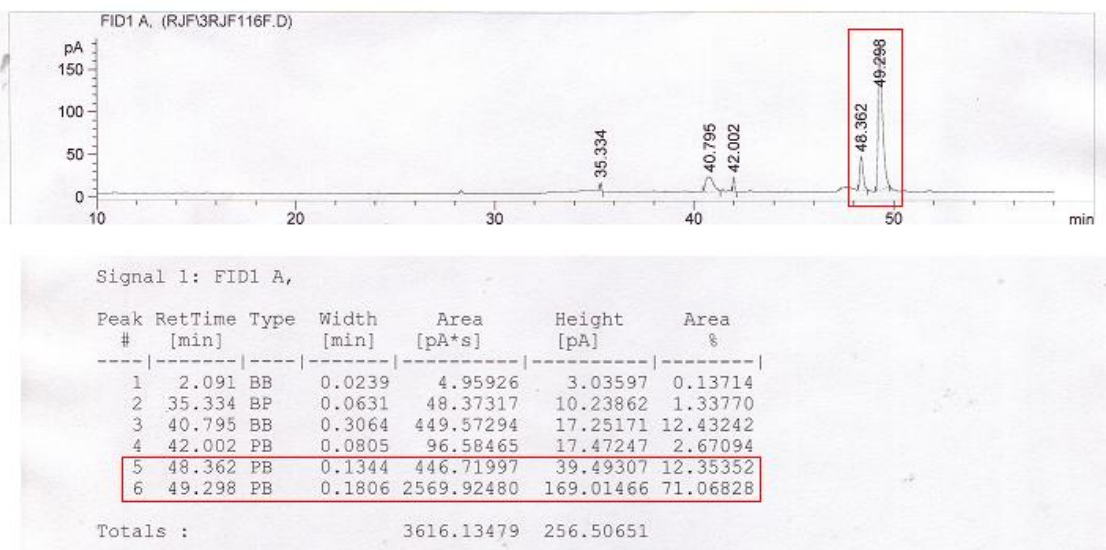 FID1 A, (RJF\3RJF116F.D)
pA
150
100
50
0
35.334
40.795
42.002
48.362
49.298
10 20 30 40 50 min
Signal 1: FID1 A,
Peak RetTime Type Width Area Height Area
# [min] [min] [pA*s] [pA] %
----|-------|----|-------|----------|----------|--------|
1 2.091 BB 0.0239 4.95926 3.03597 0.13714
2 35.334 BP 0.0631 48.37317 10.23862 1.33770
3 40.795 BB 0.3064 449.57294 17.25171 12.43242
4 42.002 PB 0.0805 96.58465 17.47247 2.67094
5 48.362 PB 0.1344 446.71997 39.49307 12.35352
6 49.298 PB 0.1806 2569.92480 169.01466 71.06828
Totals : 3616.13479 256.50651